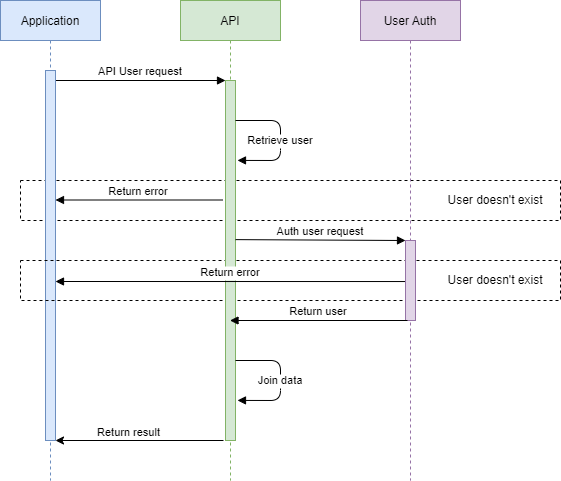 Application
API
User Auth
API User request
Retrieve user
Return error
User doesn't exist
Auth user request
Return error
User doesn't exist
Return user
Join data
Return result